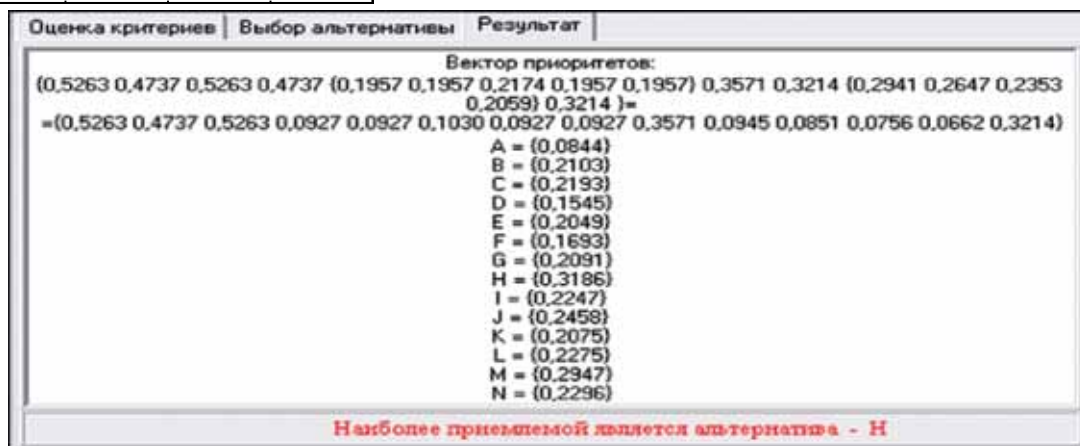 Оценка критериев Выбор альтернативы Результат
Вектор приоритетов:
{0,5263 0,4737 0,5263 0,4737 {0,1957 0,1957 0,2174 0,1957 0,1957} 0,3571 0,3214 {0,2941 0,2647 0,2353
0,2059} 0,3214 }=
={0,5263 0,4737 0,5263 0,0927 0,0927 0,1030 0,0927 0,0927 0,3571 0,0945 0,0851 0,0756 0,0662 0,3214}
A = {0,0844}
B = {0,2103}
C = {0,2193}
D = {0,1545}
E = {0,2049}
F = {0,1693}
G = {0,2091}
H = {0,3186}
I = {0,2247}
J = {0,2458}
K = {0,2075}
L = {0,2275}
M = {0,2947}
N = {0,2296}
Наиболее приемлемой является альтернатива - H